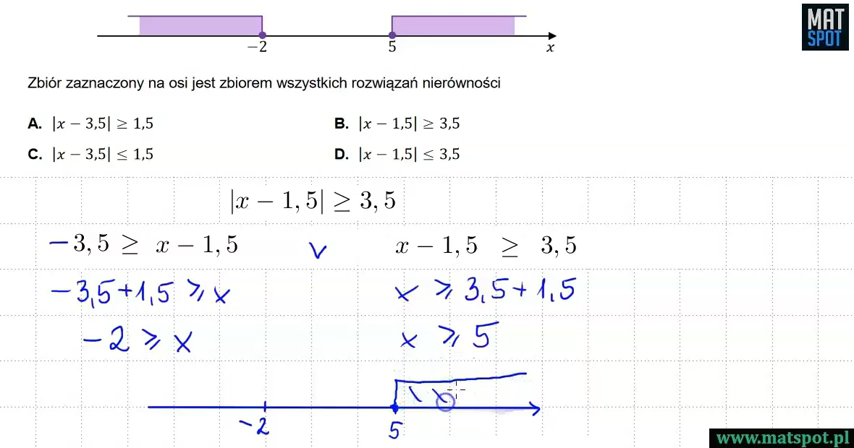 MAT
SPOT
−2 5 x
Zbiór zaznaczony na osi jest zbiorem wszystkich rozwiązań nierówności
A. |x − 3,5| ≥ 1,5 B. |x − 1,5| ≥ 3,5
C. |x − 3,5| ≤ 1,5 D. |x − 1,5| ≤ 3,5
|x − 1, 5| ≥ 3, 5
−3, 5 ≥ x − 1, 5 v x − 1, 5 ≥ 3, 5
−3,5+1,5 ⩾ x x ⩾ 3,5+1,5
−2 ⩾ x x ⩾ 5
−2 5
www.matspot.pl